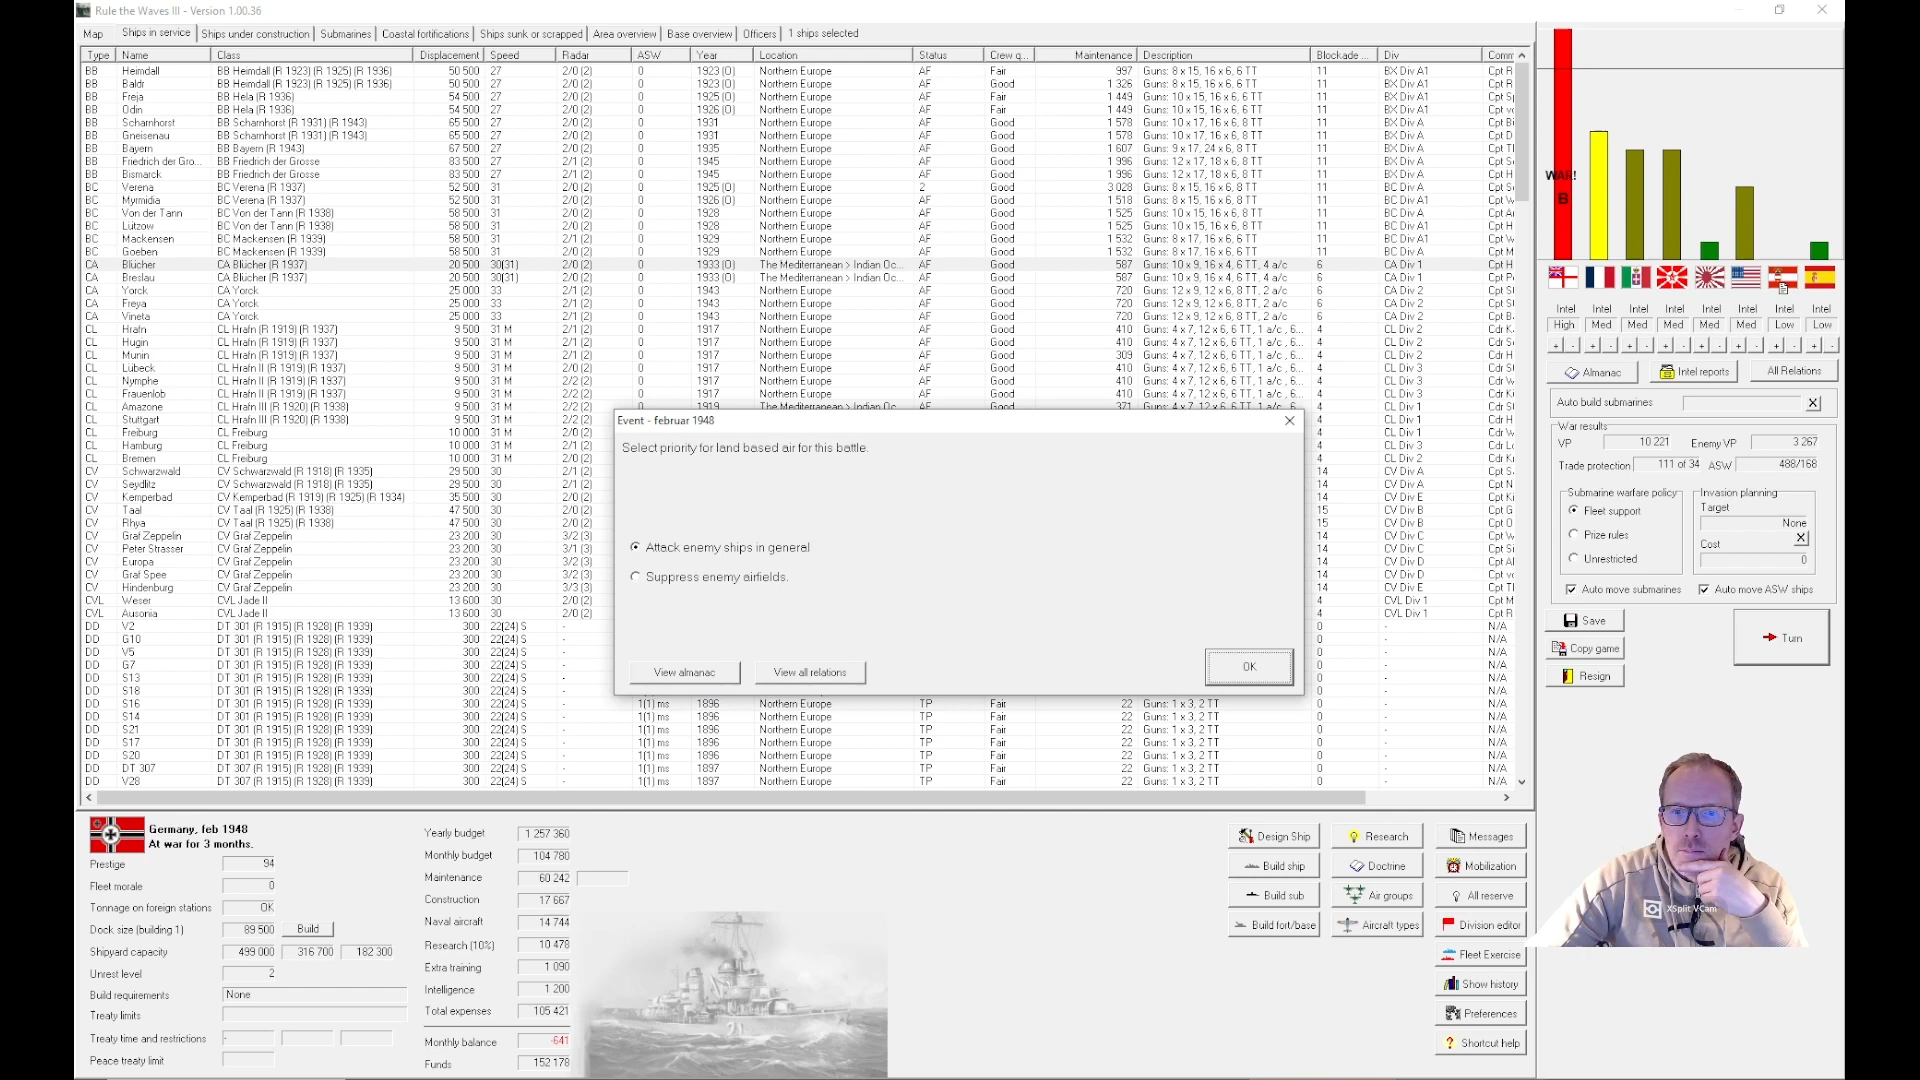 Rule the Waves III - Version 1.00.36
Map Ships in service Ships under construction Submarines Coastal fortifications Ships sunk or scrapped Area overview Base overview Officers 1 ships selected
Type Name Class Displacement Speed Radar ASW Year Location Status Crew q... Maintenance Description Blockade ... Div Comm
BB Heimdall BB Heimdall (R 1923) (R 1925) (R 1936) 50 500 27 2/0 (2) 0 1923 (O) Northern Europe AF Fair 997 Guns: 8 x 15, 16 x 6, 6 TT 11 BX Div A1 Cpt R
BB Baldr BB Heimdall (R 1923) (R 1925) (R 1936) 50 500 27 2/0 (2) 0 1923 (O) Northern Europe AF Good 1 326 Guns: 8 x 15, 16 x 6, 6 TT 11 BX Div A1 Cpt G
BB Freja BB Hela (R 1936) 54 500 27 2/0 (2) 0 1925 (O) Northern Europe AF Fair 1 449 Guns: 10 x 15, 16 x 6, 6 TT 11 BX Div A1 Cpt S
BB Odin BB Hela (R 1936) 54 500 27 2/0 (2) 0 1926 (O) Northern Europe AF Fair 1 449 Guns: 10 x 15, 16 x 6, 6 TT 11 BX Div A1 Cpt v
BB Scharnhorst BB Scharnhorst (R 1931) (R 1943) 65 500 27 2/0 (2) 0 1931 Northern Europe AF Good 1 578 Guns: 10 x 17, 16 x 6, 8 TT 11 BX Div A Cpt B
BB Gneisenau BB Scharnhorst (R 1931) (R 1943) 65 500 27 2/0 (2) 0 1931 Northern Europe AF Good 1 578 Guns: 10 x 17, 16 x 6, 8 TT 11 BX Div A Cpt D
BB Bayern BB Bayern (R 1943) 67 500 27 2/0 (2) 0 1935 Northern Europe AF Good 1 607 Guns: 9 x 17, 24 x 6, 8 TT 11 BX Div A Cpt T
BB Friedrich der Gro... BB Friedrich der Grosse 83 500 27 2/1 (2) 0 1945 Northern Europe AF Good 1 996 Guns: 12 x 17, 18 x 6, 8 TT 11 BX Div A Cpt S
BB Bismarck BB Friedrich der Grosse 83 500 27 2/1 (2) 0 1945 Northern Europe AF Good 1 996 Guns: 12 x 17, 18 x 6, 8 TT 11 BX Div A Cpt H
BC Verena BC Verena (R 1937) 52 500 31 2/0 (2) 0 1925 (O) Northern Europe 2 Good 3 028 Guns: 8 x 15, 16 x 6, 8 TT 11 BC Div A1 Cpt S
BC Myrmidia BC Verena (R 1937) 52 500 31 2/0 (2) 0 1926 (O) Northern Europe AF Good 1 518 Guns: 8 x 15, 16 x 6, 8 TT 11 BC Div A1 Cpt W
BC Von der Tann BC Von der Tann (R 1938) 58 500 31 2/0 (2) 0 1928 Northern Europe AF Good 1 525 Guns: 10 x 15, 16 x 6, 8 TT 11 BC Div A1 Cpt A
BC Lützow BC Von der Tann (R 1938) 58 500 31 2/0 (2) 0 1928 Northern Europe AF Good 1 525 Guns: 10 x 15, 16 x 6, 8 TT 11 BC Div A1 Cpt H
BC Mackensen BC Mackensen (R 1939) 58 500 31 2/1 (2) 0 1929 Northern Europe AF Good 1 532 Guns: 8 x 17, 16 x 6, 6 TT 11 BC Div A Cpt W
BC Goeben BC Mackensen (R 1939) 58 500 31 2/0 (2) 0 1929 Northern Europe AF Good 1 532 Guns: 8 x 17, 16 x 6, 6 TT 11 BC Div A Cpt M
CA Blücher CA Blücher (R 1937) 20 500 30(31) 2/0 (2) 0 1933 (O) The Mediterranean > Indian Oc... AF Good 587 Guns: 10 x 9, 16 x 4, 6 TT, 4 a/c 6 CA Div 1 Cpt H
CA Breslau CA Blücher (R 1937) 20 500 30(31) 2/0 (2) 0 1933 (O) The Mediterranean > Indian Oc... AF Good 587 Guns: 10 x 9, 16 x 4, 6 TT, 4 a/c 6 CA Div 1 Cpt P
CA Yorck CA Yorck 25 000 33 2/1 (2) 0 1943 Northern Europe AF Good 720 Guns: 12 x 9, 12 x 6, 6 TT, 2 a/c 6 CA Div 2 Cpt S
CA Freya CA Yorck 25 000 33 2/1 (2) 0 1943 Northern Europe AF Good 720 Guns: 12 x 9, 12 x 6, 6 TT, 2 a/c 6 CA Div 2 Cpt S
CA Vineta CA Yorck 25 000 33 2/1 (2) 0 1943 Northern Europe AF Good 720 Guns: 12 x 9, 12 x 6, 6 TT, 2 a/c 6 CA Div 2 Cpt B
CL Hrafn CL Hrafn (R 1919) (R 1937) 9 500 31 M 2/1 (2) 0 1917 Northern Europe AF Good 410 Guns: 4 x 7, 12 x 6, 6 TT, 1 a/c , 6... 4 CL Div 2 Cdr K
CL Hugin CL Hrafn (R 1919) (R 1937) 9 500 31 M 2/1 (2) 0 1917 Northern Europe AF Good 410 Guns: 4 x 7, 12 x 6, 6 TT, 1 a/c , 6... 4 CL Div 2 Cdr S
CL Munin CL Hrafn (R 1919) (R 1937) 9 500 31 M 2/1 (2) 0 1917 Northern Europe AF Good 309 Guns: 4 x 7, 12 x 6, 6 TT, 1 a/c , 6... 4 CL Div 2 Cdr H
CL Lübeck CL Hrafn II (R 1919) (R 1937) 9 500 31 M 2/1 (2) 0 1917 Northern Europe AF Good 410 Guns: 4 x 7, 12 x 6, 6 TT, 1 a/c , 6... 4 CL Div 3 Cdr S
CL Nymphe CL Hrafn II (R 1919) (R 1937) 9 500 31 M 2/2 (2) 0 1917 Northern Europe AF Good 410 Guns: 4 x 7, 12 x 6, 6 TT, 1 a/c , 6... 4 CL Div 3 Cdr W
CL Frauenlob CL Hrafn II (R 1919) (R 1937) 9 500 31 M 2/2 (2) 0 1917 Northern Europe AF Good 410 Guns: 4 x 7, 12 x 6, 6 TT, 1 a/c , 6... 4 CL Div 3 Cdr K
CL Amazone CL Hrafn III (R 1920) (R 1938) 9 500 31 M 2/2 (2) 0 1919 The Mediterranean > Indian Oc... AF Good 371 Guns: 4 x 7, 12 x 6, 6 TT, 1 a/c , 6... 4 CL Div 1 Cdr S
CL Stuttgart CL Hrafn III (R 1920) (R 1938) 9 500 31 M 2/2 (2) CL Div 1 Cdr H
CL Freiburg CL Freiburg 10 000 31 M 2/2 (2) CL Div 1 Cdr W
CL Hamburg CL Freiburg 10 000 31 M 2/1 (2) CL Div 3 Cdr L
CL Bremen CL Freiburg 10 000 31 M 2/0 (2) CL Div 2 Cdr K
CV Schwarzwald CV Schwarzwald (R 1918) (R 1935) 29 500 30 2/1 (2) 14 CV Div A Cpt S
CV Seydlitz CV Schwarzwald (R 1918) (R 1935) 29 500 30 2/1 (2) 14 CV Div A Cpt N
CV Kemperbad CV Kemperbad (R 1919) (R 1925) (R 1934) 35 500 30 2/0 (2) 14 CV Div E Cpt Ki
CV Taal CV Taal (R 1925) (R 1938) 47 500 30 2/0 (2) 15 CV Div B Cpt G
CV Rhya CV Taal (R 1925) (R 1938) 47 500 30 2/0 (2) 15 CV Div B Cpt O
CV Graf Zeppelin CV Graf Zeppelin 23 200 30 3/2 (2) 14 CV Div C Cpt W
CV Peter Strasser CV Graf Zeppelin 23 200 30 3/1 (3) 14 CV Div C Cpt Si
CV Europa CV Graf Zeppelin 23 200 30 3/2 (2) 14 CV Div D Cpt Al
CV Graf Spee CV Graf Zeppelin 23 200 30 3/2 (3) 14 CV Div D Cpt v
CV Hindenburg CV Graf Zeppelin 23 200 30 3/3 (3) 14 CV Div E Cpt T
CVL Weser CVL Jade II 13 600 30 2/0 (2) 4 CVL Div 1 Cpt M
CVL Ausonia CVL Jade II 13 600 30 2/0 (2) 4 CVL Div 1 Cpt R
DD V2 DT 301 (R 1915) (R 1928) (R 1939) 300 22(24) S - 0 - N/A
DD G10 DT 301 (R 1915) (R 1928) (R 1939) 300 22(24) S - 0 - N/A
DD V5 DT 301 (R 1915) (R 1928) (R 1939) 300 22(24) S - 0 - N/A
DD G7 DT 301 (R 1915) (R 1928) (R 1939) 300 22(24) S - 0 - N/A
DD S13 DT 301 (R 1915) (R 1928) (R 1939) 300 22(24) S - 0 - N/A
DD S18 DT 301 (R 1915) (R 1928) (R 1939) 300 22(24) S - 0 - N/A
DD S16 DT 301 (R 1915) (R 1928) (R 1939) 300 22(24) S - 1(1) ms 1896 Northern Europe TP Fair 22 Guns: 1 x 3, 2 TT 0 - N/A
DD S14 DT 301 (R 1915) (R 1928) (R 1939) 300 22(24) S - 1(1) ms 1896 Northern Europe TP Fair 22 Guns: 1 x 3, 2 TT 0 - N/A
DD S21 DT 301 (R 1915) (R 1928) (R 1939) 300 22(24) S - 1(1) ms 1896 Northern Europe TP Fair 22 Guns: 1 x 3, 2 TT 0 - N/A
DD S17 DT 301 (R 1915) (R 1928) (R 1939) 300 22(24) S - 1(1) ms 1896 Northern Europe TP Fair 22 Guns: 1 x 3, 2 TT 0 - N/A
DD S20 DT 301 (R 1915) (R 1928) (R 1939) 300 22(24) S - 1(1) ms 1896 Northern Europe TP Fair 22 Guns: 1 x 3, 2 TT 0 - N/A
DD DT 307 DT 307 (R 1915) (R 1928) (R 1939) 300 22(24) S - 1(1) ms 1897 Northern Europe TP Fair 22 Guns: 1 x 3, 2 TT 0 - N/A
DD V28 DT 307 (R 1915) (R 1928) (R 1939) 300 22(24) S - 1(1) ms 1897 Northern Europe TP Fair 22 Guns: 1 x 3, 2 TT 0 - N/A
Event - februar 1948
Select priority for land based air for this battle.
Attack enemy ships in general
Suppress enemy airfields.
View almanac View all relations OK
WAR!
B
Intel Intel Intel Intel Intel Intel Intel Intel
High Med Med Med Med Med Low Low
+ - + - + - + - + - + - + - + -
Almanac Intel reports All Relations
Auto build submarines X
War results
VP 10 221 Enemy VP 3 267
Trade protection 111 of 34 ASW 488/168
Submarine warfare policy
Fleet support
Prize rules
Unrestricted
Invasion planning
Target
None
Cost X
0
Auto move submarines Auto move ASW ships
Save
Copy game
Resign
Turn
XSplit VCam
Germany, feb 1948
At war for 3 months.
Prestige 94
Fleet morale 0
Tonnage on foreign stations OK
Dock size (building 1) 89 500 Build
Shipyard capacity 499 000 316 700 182 300
Unrest level 2
Build requirements None
Treaty limits
Treaty time and restrictions -
Peace treaty limit
Yearly budget 1 257 360
Monthly budget 104 780
Maintenance 60 242
Construction 17 667
Naval aircraft 14 744
Research (10%) 10 478
Extra training 1 090
Intelligence 1 200
Total expenses 105 421
Monthly balance -641
Funds 152 178
Design Ship Research Messages
Build ship Doctrine Mobilization
Build sub Air groups All reserve
Build fort/base Aircraft types Division editor
Fleet Exercise
Show history
Preferences
Shortcut help